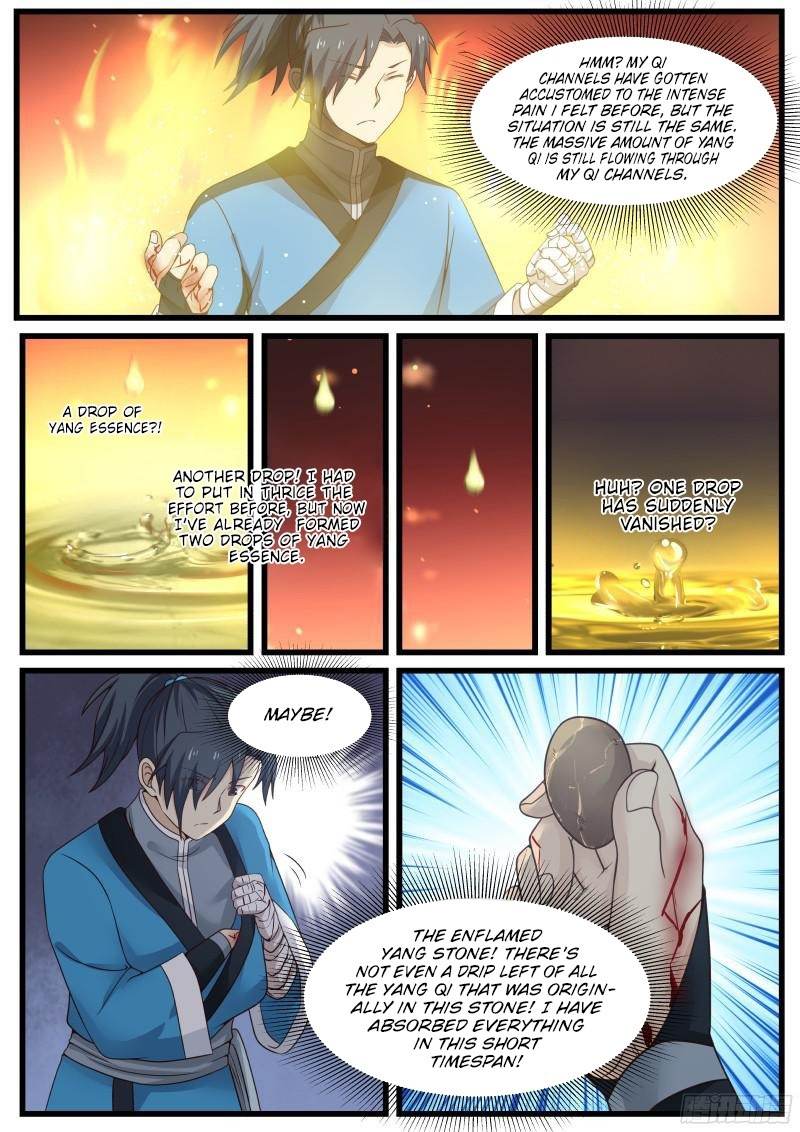 HMM? MY QI
CHANNELS HAVE GOTTEN
ACCUSTOMED TO THE INTENSE
PAIN I FELT BEFORE, BUT THE
SITUATION IS STILL THE SAME.
THE MASSIVE AMOUNT OF YANG
QI IS STILL FLOWING THROUGH
MY QI CHANNELS.
A DROP OF
YANG ESSENCE?!
ANOTHER DROP! I HAD
TO PUT IN THRICE THE
EFFORT BEFORE, BUT NOW
I'VE ALREADY FORMED
TWO DROPS OF YANG
ESSENCE.
HUH? ONE DROP
HAS SUDDENLY
VANISHED?
MAYBE!
THE ENFLAMED
YANG STONE! THERE'S
NOT EVEN A DRIP LEFT OF ALL
THE YANG QI THAT WAS ORIGIN-
ALLY IN THIS STONE! I HAVE
ABSORBED EVERYTHING
IN THIS SHORT
TIMESPAN!